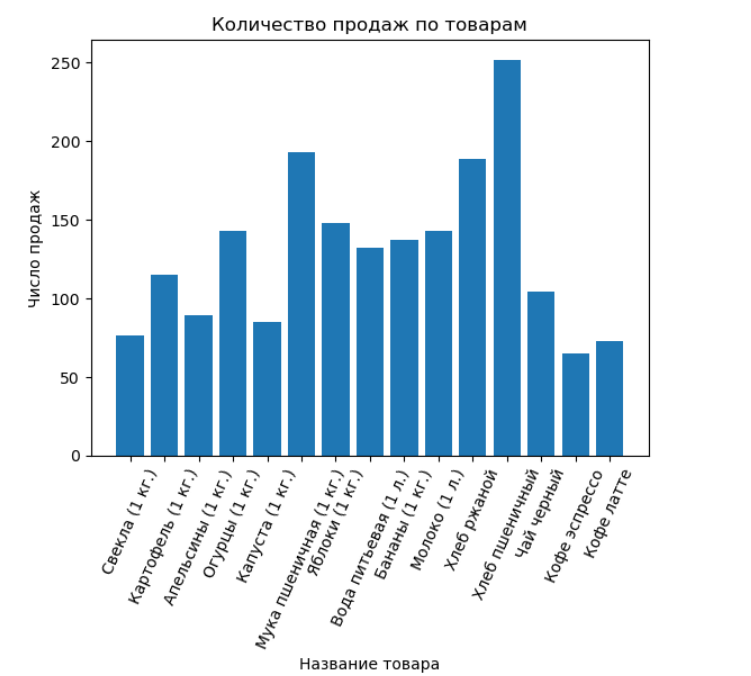 Количество продаж по товарам
250
200
150
100
50
0
Число продаж
Свекла (1 кг.)
Картофель (1 кг.)
Апельсины (1 кг.)
Огурцы (1 кг.)
Капуста (1 кг.)
Мука пшеничная (1 кг.)
Яблоки (1 кг.)
Вода питьевая (1 л.)
Бананы (1 кг.)
Молоко (1 л.)
Хлеб ржаной
Хлеб пшеничный
Чай черный
Кофе эспрессо
Кофе латте
Название товара